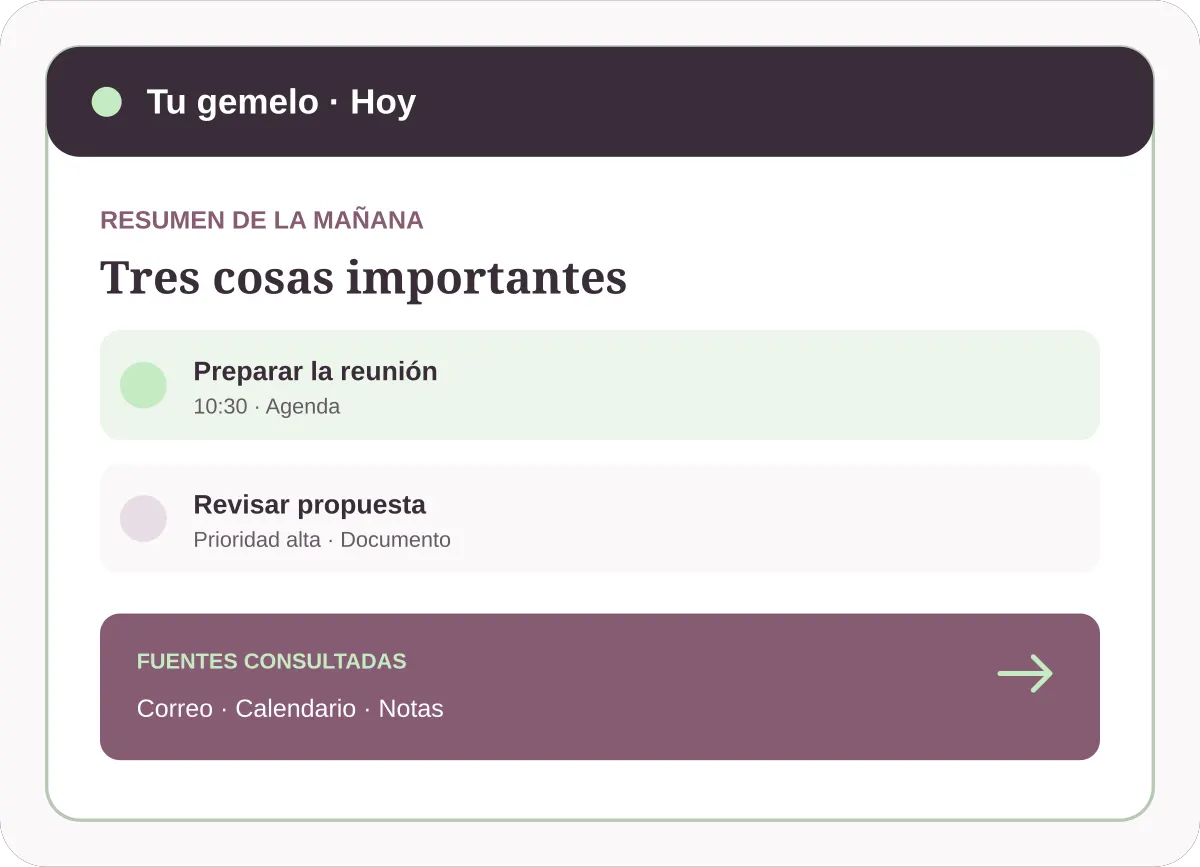 Tu gemelo · Hoy
RESUMEN DE LA MAÑANA
Tres cosas importantes
Preparar la reunión
10:30 · Agenda
Revisar propuesta
Prioridad alta · Documento
FUENTES CONSULTADAS
Correo · Calendario · Notas